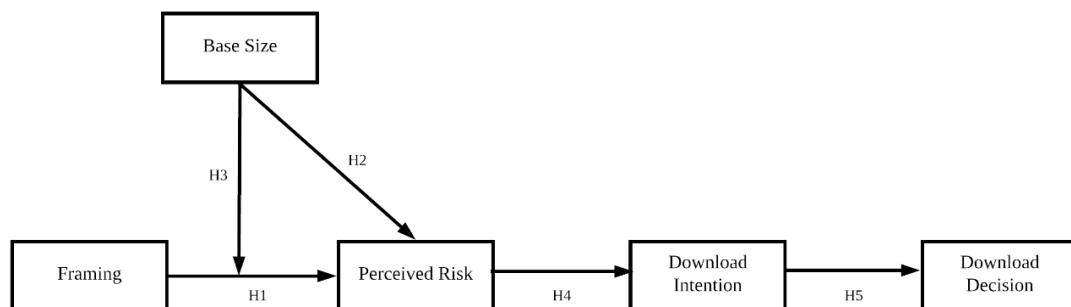 Base Size
H2
H3
Framing
H1
Perceived Risk
H4
Download
Intention
H5
Download
Decision